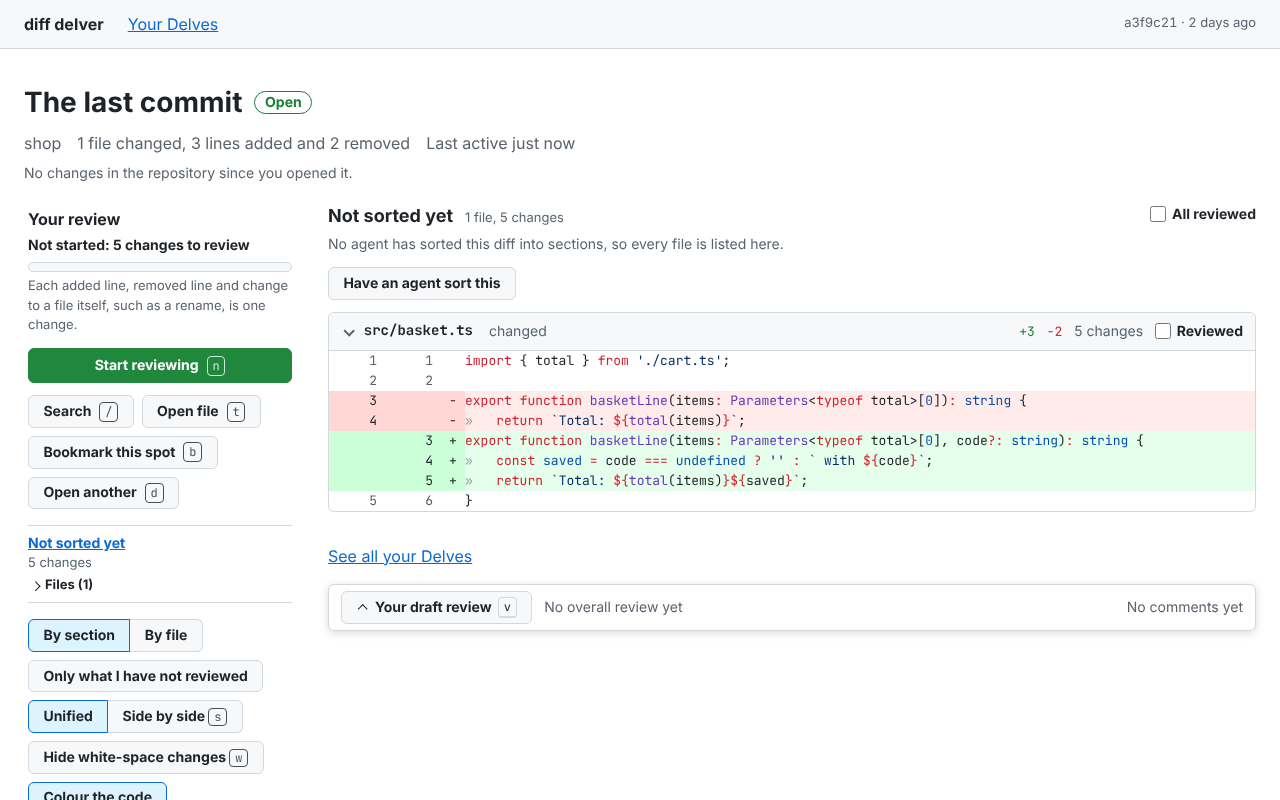 diff delver Your Delves a3f9c21 · 2 days ago
The last commit Open
shop 1 file changed, 3 lines added and 2 removed Last active just now
No changes in the repository since you opened it.
Your review
Not started: 5 changes to review
Each added line, removed line and change
to a file itself, such as a rename, is one
change.
Start reviewing n
Search / Open file t
Bookmark this spot b
Open another d
Not sorted yet
5 changes
Files (1)
By section By file
Only what I have not reviewed
Unified Side by side s
Hide white-space changes w
Colour the code
Not sorted yet 1 file, 5 changes All reviewed
No agent has sorted this diff into sections, so every file is listed here.
Have an agent sort this
src/basket.ts changed +3 -2 5 changes Reviewed
1 1 import { total } from './cart.ts';
2 2
3 - export function basketLine(items: Parameters<typeof total>[0]): string {
4 - » return `Total: ${total(items)}`;
3 + export function basketLine(items: Parameters<typeof total>[0], code?: string): string {
4 + » const saved = code === undefined ? '' : ` with ${code}`;
5 + » return `Total: ${total(items)}${saved}`;
5 6 }
See all your Delves
Your draft review v No overall review yet No comments yet